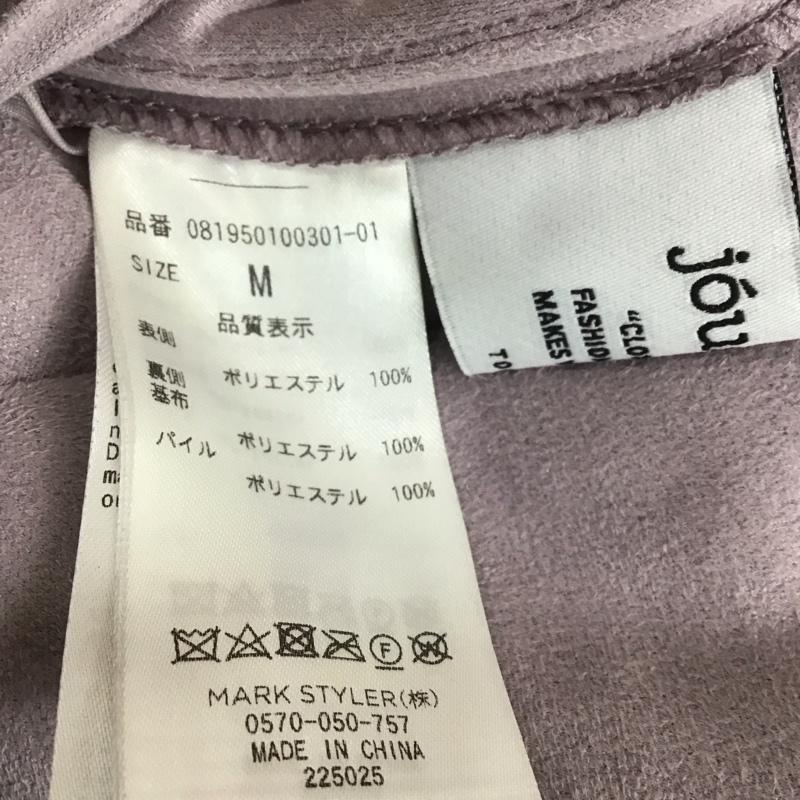 品番 081950100301-01
SIZE M
品質表示
表側
ポリエステル 100%
裏側
基布
ポリエステル 100%
パイル
ポリエステル 100%
MARK STYLER(株)
0570-050-757
MADE IN CHINA
225025
jóu
"CLO
FASHIO
MAKES
TO